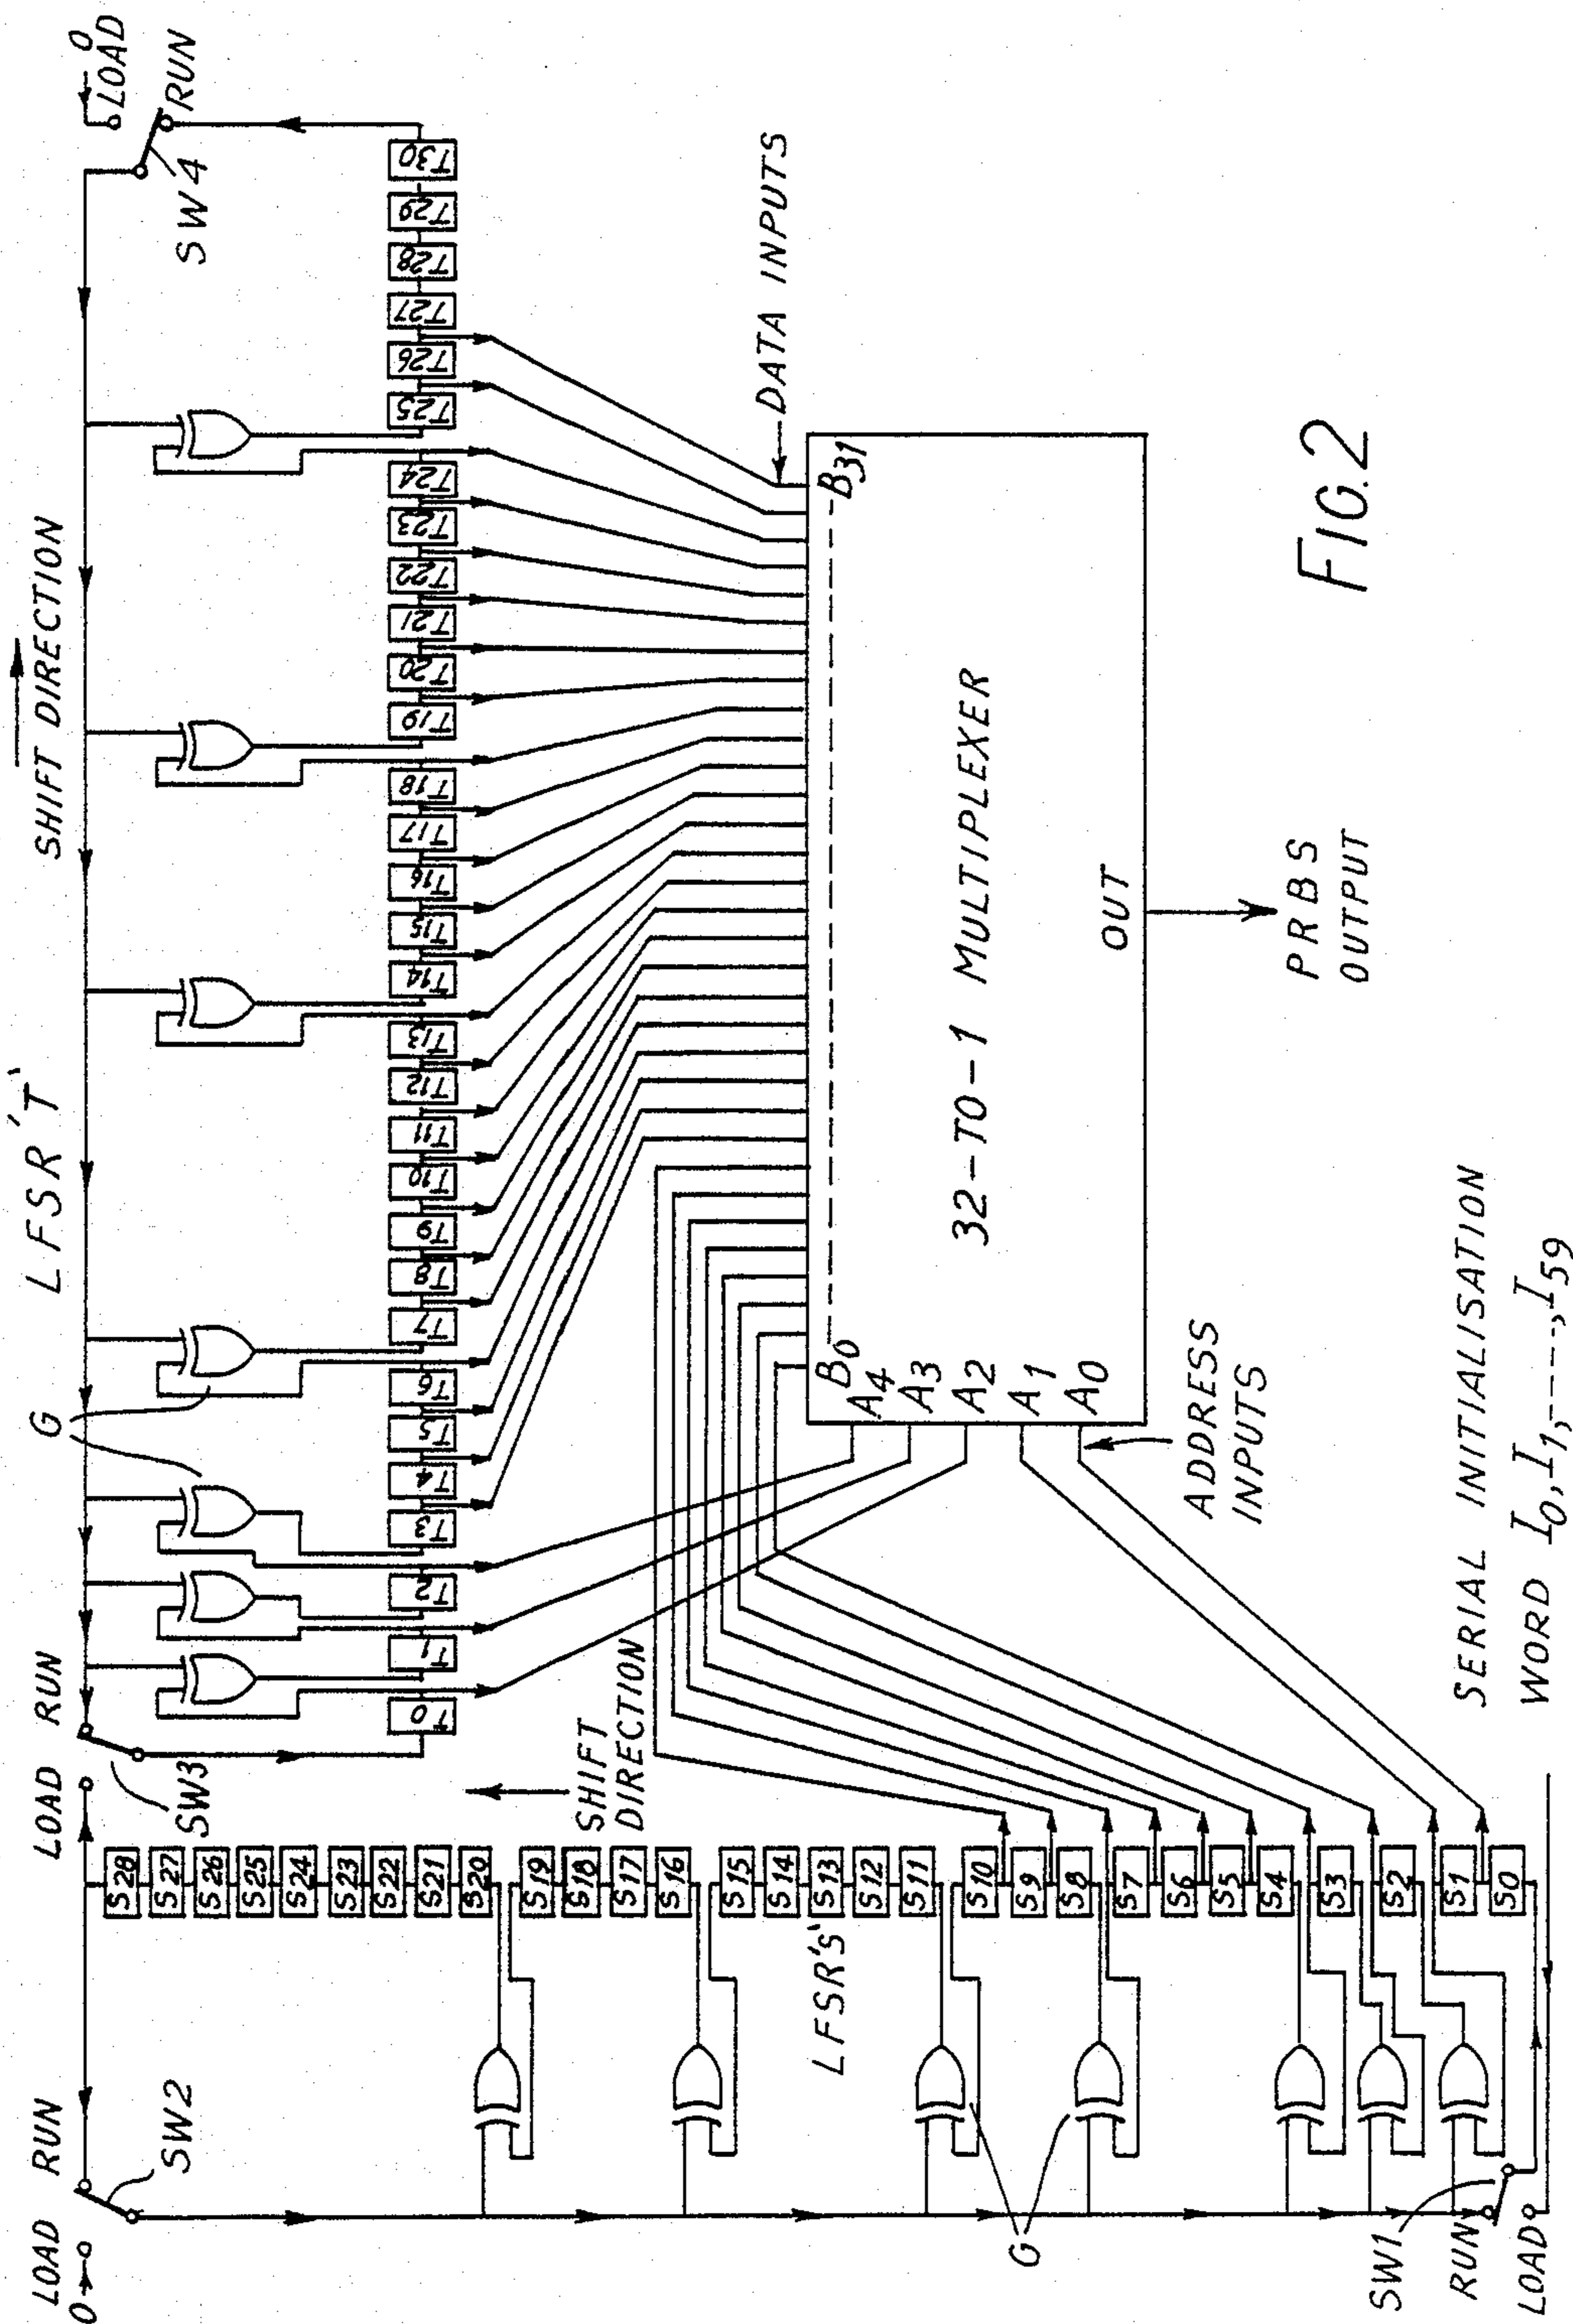 SHIFT DIRECTION
LFSR 'T'
LOAD RUN
LOAD RUN
O
LOAD
RUN
O
SW2
SW3
SW4
G
T0 T1 T2 T3 T4 T5 T6 T7 T8 T9 T10 T11 T12 T13 T14 T15 T16 T17 T18 T19 T20 T21 T22 T23 T24 T25 T26 T27 T28 T29 T30
S28
S27
S26
S25
S24
S23
S22
S21
S20
S19
S18
S17
S16
S15
S14
S13
S12
S11
S10
S9
S8
S7
S6
S5
S4
S3
S2
S1
S0
SHIFT
DIRECTION
LFSR'S'
G
DATA INPUTS
B0 B31
A4
A3
A2
A1
A0
32-TO-1 MULTIPLEXER
OUT
ADDRESS
INPUTS
PRBS
OUTPUT
SW1
RUN
LOAD
SERIAL INITIALISATION
WORD I0, I1, ----, I59
FIG.2